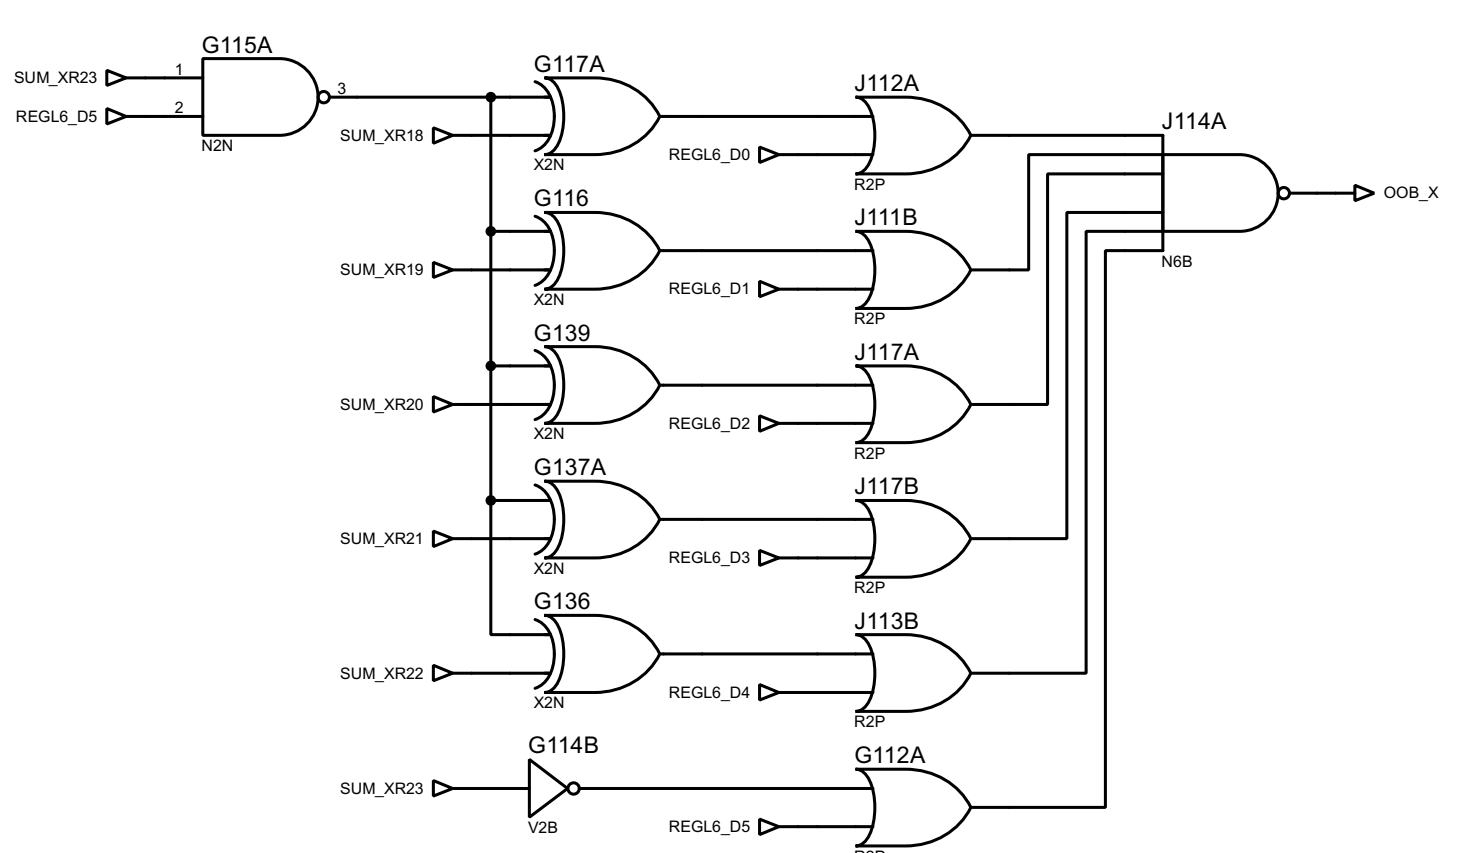 G115A
SUM_XR23
1
REGL6_D5
2
3
N2N
G117A
SUM_XR18
X2N
J112A
REGL6_D0
R2P
J114A
OOB_X
N6B
G116
SUM_XR19
X2N
J111B
REGL6_D1
R2P
G139
SUM_XR20
X2N
J117A
REGL6_D2
R2P
G137A
SUM_XR21
X2N
J117B
REGL6_D3
R2P
G136
SUM_XR22
X2N
J113B
REGL6_D4
R2P
G114B
SUM_XR23
V2B
G112A
REGL6_D5